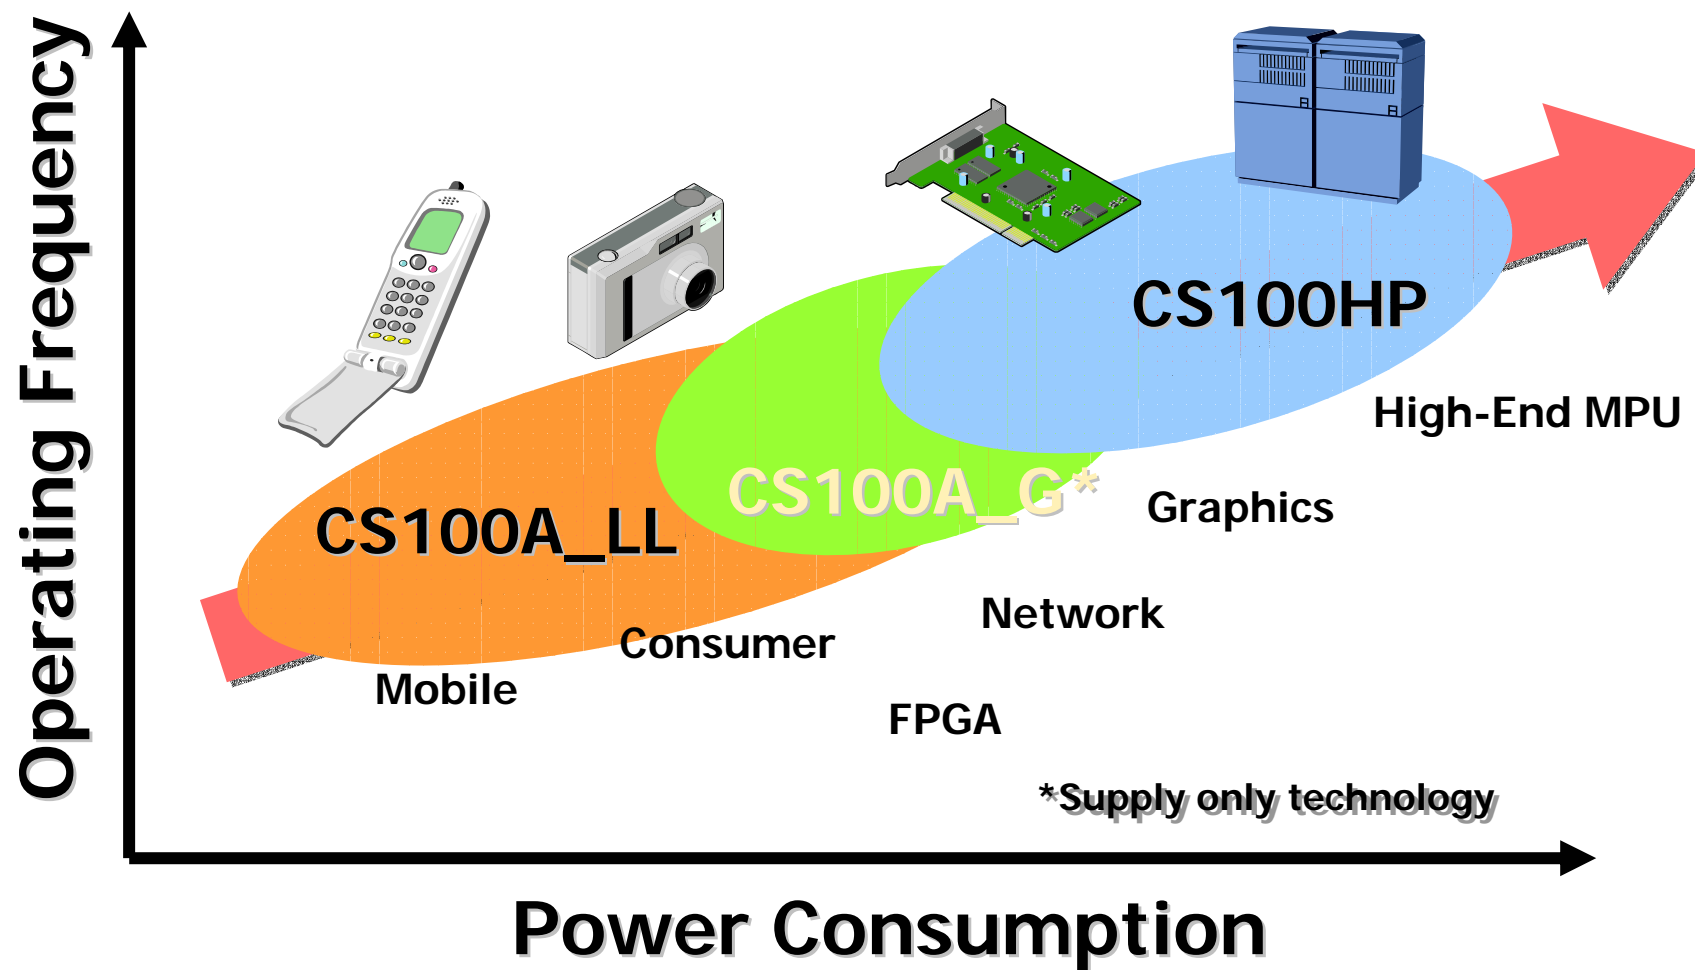 Operating Frequency
CS100HP
High-End MPU
CS100A_G*
Graphics
CS100A_LL
Network
Consumer
Mobile
FPGA
*Supply only technology
Power Consumption